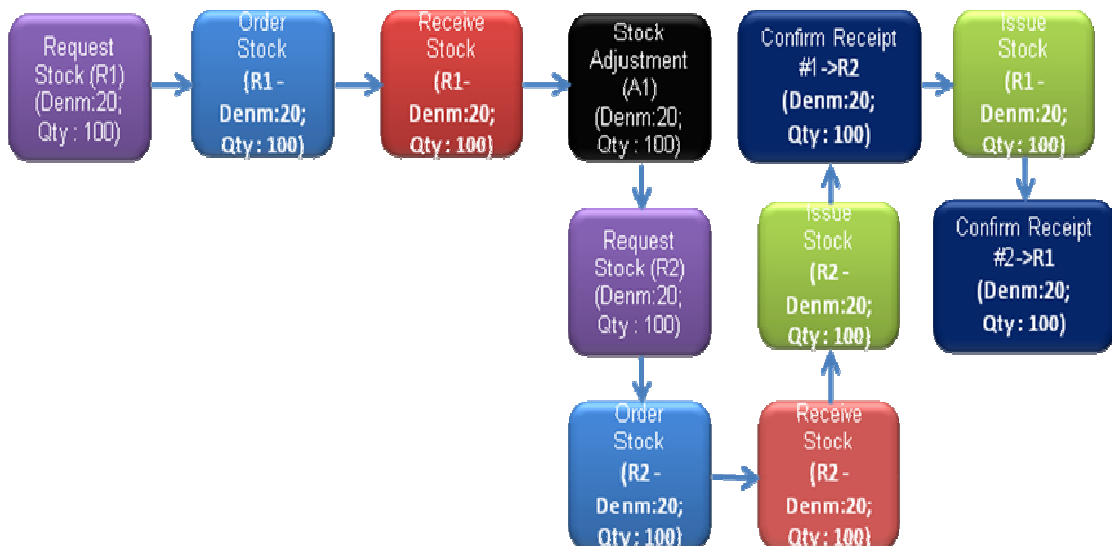 Request
Stock (R1)
(Denm:20;
Qty : 100)
Order
Stock
(R1 -
Denm:20;
Qty : 100)
Receive
Stock
(R1-
Denm:20;
Qty : 100)
Stock
Adjustment
(A1)
(Denm:20;
Qty : 100)
Request
Stock (R2)
(Denm:20;
Qty : 100)
Order
Stock
(R2 -
Denm:20;
Qty : 100)
Receive
Stock
(R2 -
Denm:20;
Qty : 100)
Issue
Stock
(R2 -
Denm:20;
Qty : 100)
Confirm Receipt
#1->R2
(Denm:20;
Qty : 100)
Issue
Stock
(R1 -
Denm:20;
Qty : 100)
Confirm Receipt
#2->R1
(Denm:20;
Qty : 100)